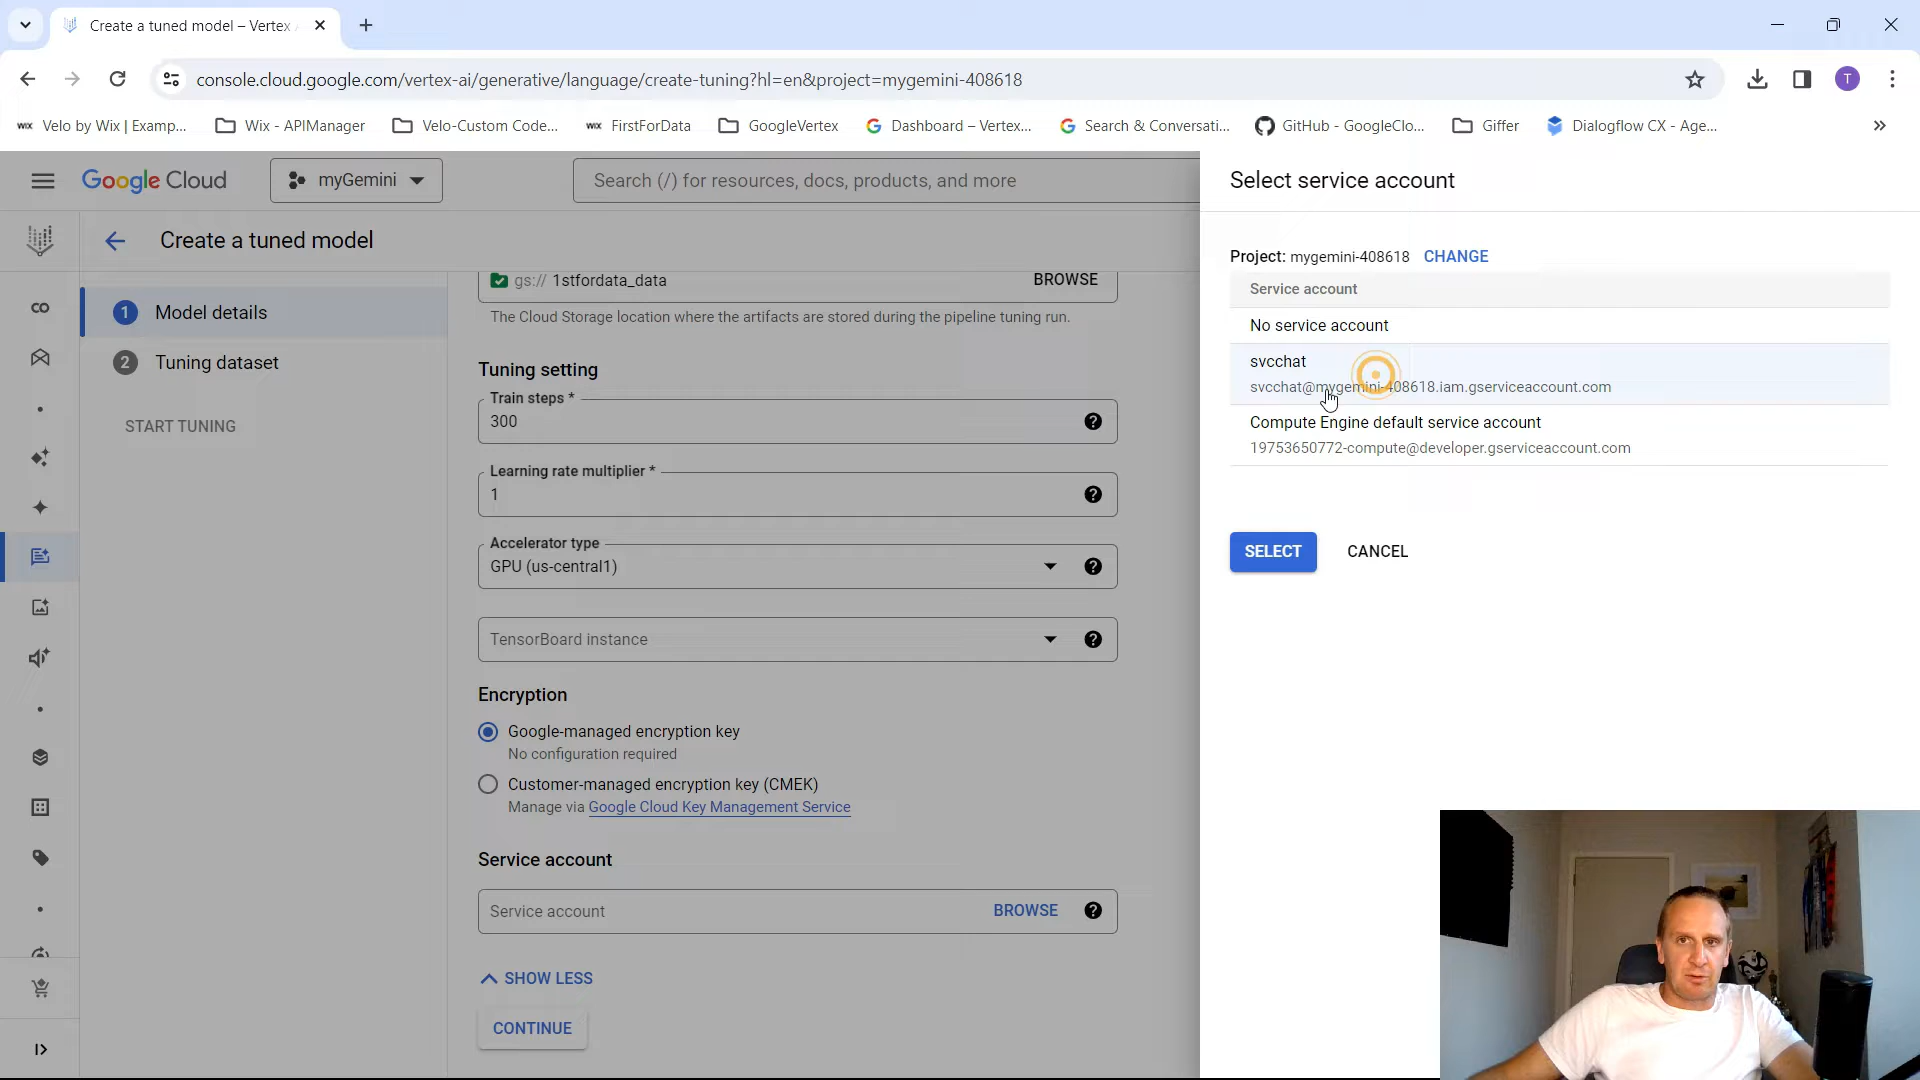 Create a tuned model – Vertex
console.cloud.google.com/vertex-ai/generative/language/create-tuning?hl=en&project=mygemini-408618
T
WIX Velo by Wix | Examp...
Wix - APIManager
Velo-Custom Code...
WIX FirstForData
GoogleVertex
Dashboard – Vertex...
Search & Conversati...
GitHub - GoogleClo...
Giffer
Dialogflow CX - Age...
Google Cloud
myGemini
Search (/) for resources, docs, products, and more
Create a tuned model
1 Model details
2 Tuning dataset
START TUNING
gs:// 1stfordata_data
BROWSE
The Cloud Storage location where the artifacts are stored during the pipeline tuning run.
Tuning setting
Train steps *
300
Learning rate multiplier *
1
Accelerator type
GPU (us-central1)
TensorBoard instance
Encryption
Google-managed encryption key
No configuration required
Customer-managed encryption key (CMEK)
Manage via Google Cloud Key Management Service
Service account
Service account
BROWSE
SHOW LESS
CONTINUE
Select service account
Project: mygemini-408618 CHANGE
Service account
No service account
svcchat
svcchat@mygemini-408618.iam.gserviceaccount.com
Compute Engine default service account
19753650772-compute@developer.gserviceaccount.com
SELECT
CANCEL